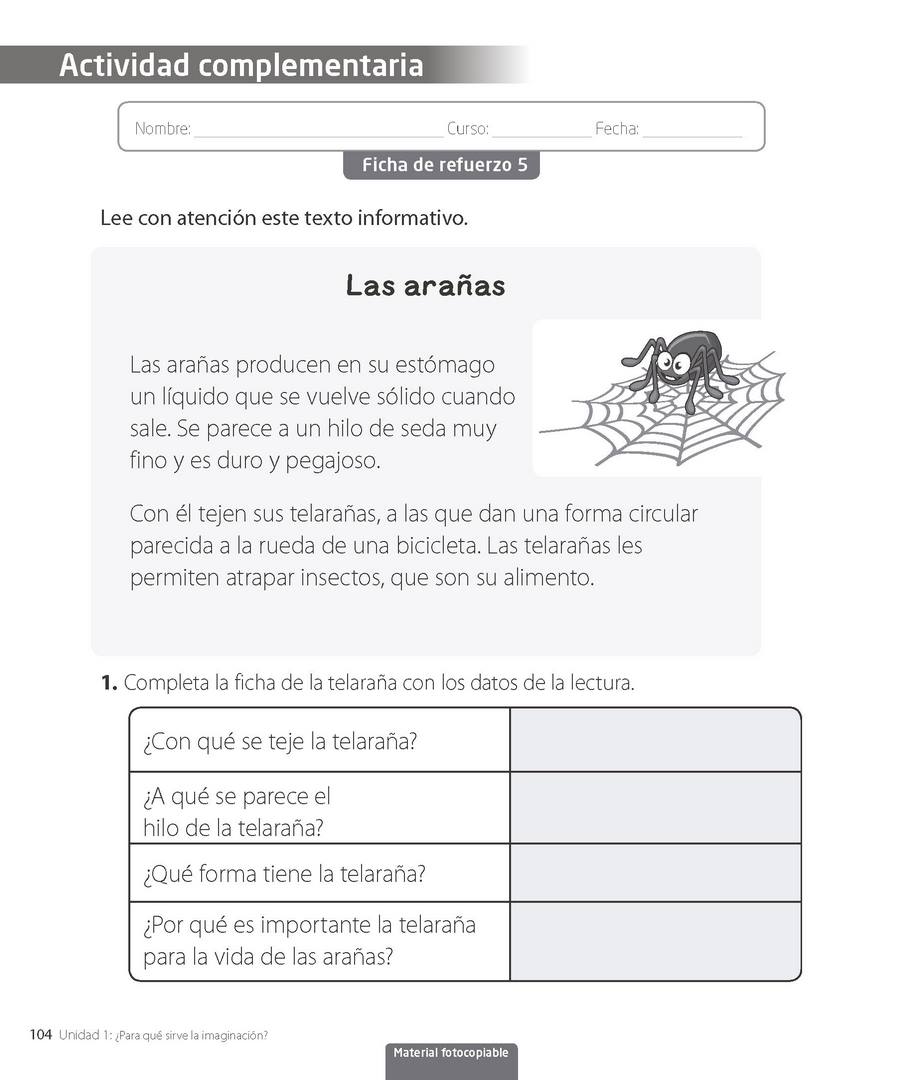 Actividad complementaria
Nombre: Curso: Fecha:
Ficha de refuerzo 5
Lee con atención este texto informativo.
Las arañas
Las arañas producen en su estómago
un líquido que se vuelve sólido cuando
sale. Se parece a un hilo de seda muy
fino y es duro y pegajoso.
Con él tejen sus telarañas, a las que dan una forma circular
parecida a la rueda de una bicicleta. Las telarañas les
permiten atrapar insectos, que son su alimento.
1. Completa la ficha de la telaraña con los datos de la lectura.
¿Con qué se teje la telaraña?
¿A qué se parece el
hilo de la telaraña?
¿Qué forma tiene la telaraña?
¿Por qué es importante la telaraña
para la vida de las arañas?
104 Unidad 1: ¿Para qué sirve la imaginación?
Material fotocopiable